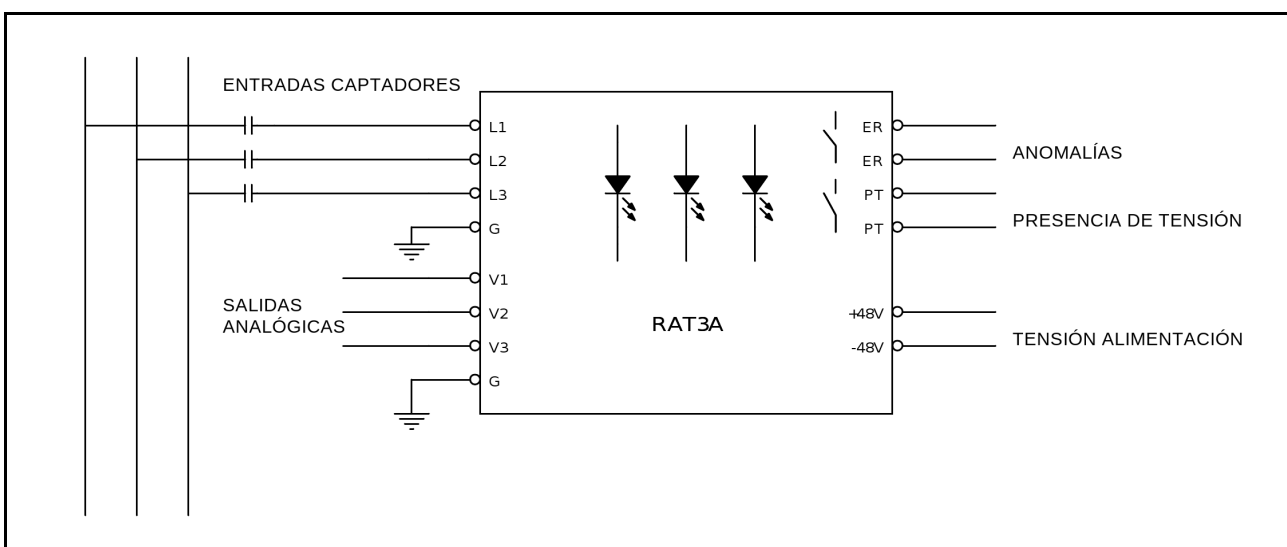 ENTRADAS CAPTADORES
L1
L2
L3
G
SALIDAS
ANALÓGICAS
V1
V2
V3
G
RAT3A
ER
ER
ANOMALÍAS
PT
PT
PRESENCIA DE TENSIÓN
+48V
-48V
TENSIÓN ALIMENTACIÓN